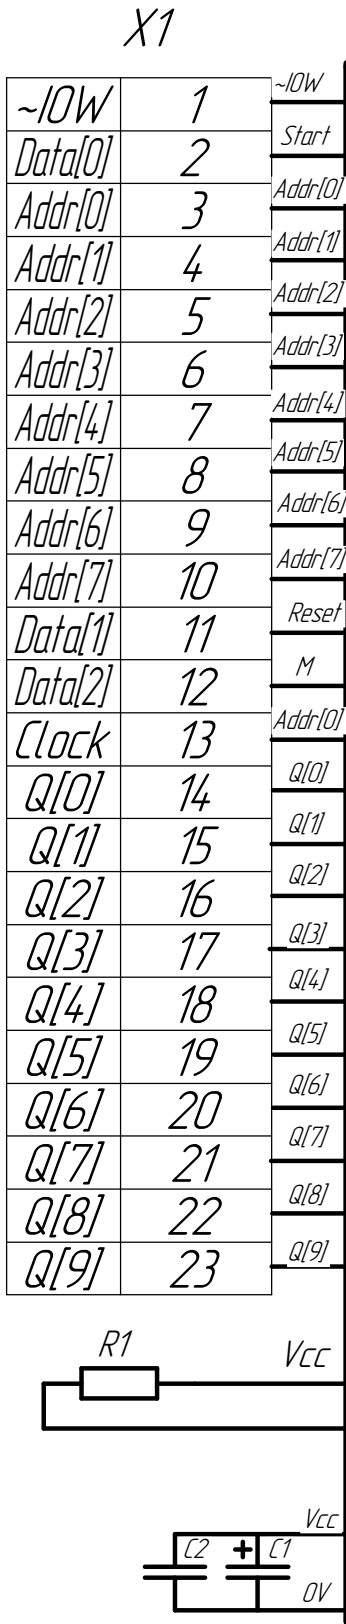 X1
~IOW 1 ~IOW
Data[0] 2 Start
Addr[0] 3 Addr[0]
Addr[1] 4 Addr[1]
Addr[2] 5 Addr[2]
Addr[3] 6 Addr[3]
Addr[4] 7 Addr[4]
Addr[5] 8 Addr[5]
Addr[6] 9 Addr[6]
Addr[7] 10 Addr[7]
Data[1] 11 Reset
Data[2] 12 M
Clock 13 Addr[0]
Q[0] 14 Q[0]
Q[1] 15 Q[1]
Q[2] 16 Q[2]
Q[3] 17 Q[3]
Q[4] 18 Q[4]
Q[5] 19 Q[5]
Q[6] 20 Q[6]
Q[7] 21 Q[7]
Q[8] 22 Q[8]
Q[9] 23 Q[9]
R1 Vcc
Vcc
C2 + C1
0V